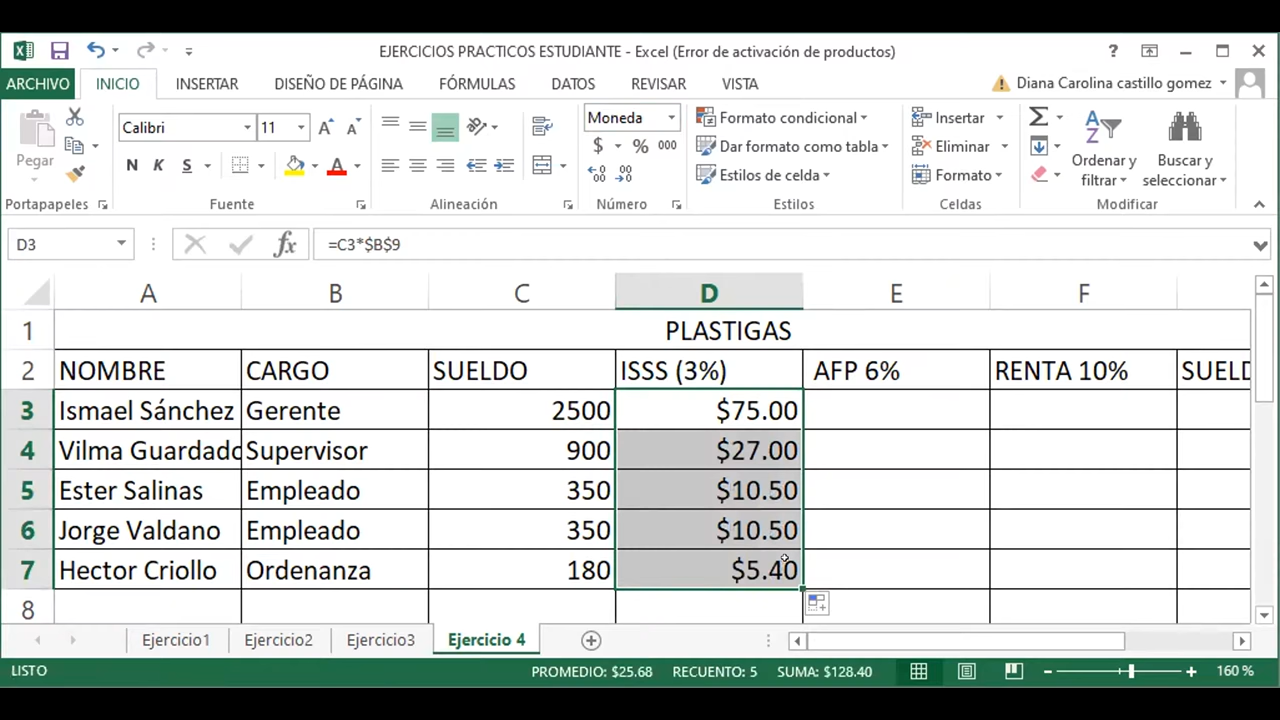 EJERCICIOS PRACTICOS ESTUDIANTE - Excel (Error de activación de productos)
ARCHIVO INICIO INSERTAR DISEÑO DE PÁGINA FÓRMULAS DATOS REVISAR VISTA Diana Carolina castillo gomez
Pegar
Calibri 11
N K S
Moneda
$ % 000
Formato condicional
Dar formato como tabla
Estilos de celda
Insertar
Eliminar
Formato
Ordenar y filtrar
Buscar y seleccionar
Portapapeles Fuente Alineación Número Estilos Celdas Modificar
D3 fx =C3*$B$9
A B C D E F
1 PLASTIGAS
2 NOMBRE CARGO SUELDO ISSS (3%) AFP 6% RENTA 10% SUELD
3 Ismael Sánchez Gerente 2500 $75.00
4 Vilma Guardado Supervisor 900 $27.00
5 Ester Salinas Empleado 350 $10.50
6 Jorge Valdano Empleado 350 $10.50
7 Hector Criollo Ordenanza 180 $5.40
8
Ejercicio1 Ejercicio2 Ejercicio3 Ejercicio 4
LISTO PROMEDIO: $25.68 RECUENTO: 5 SUMA: $128.40 160 %